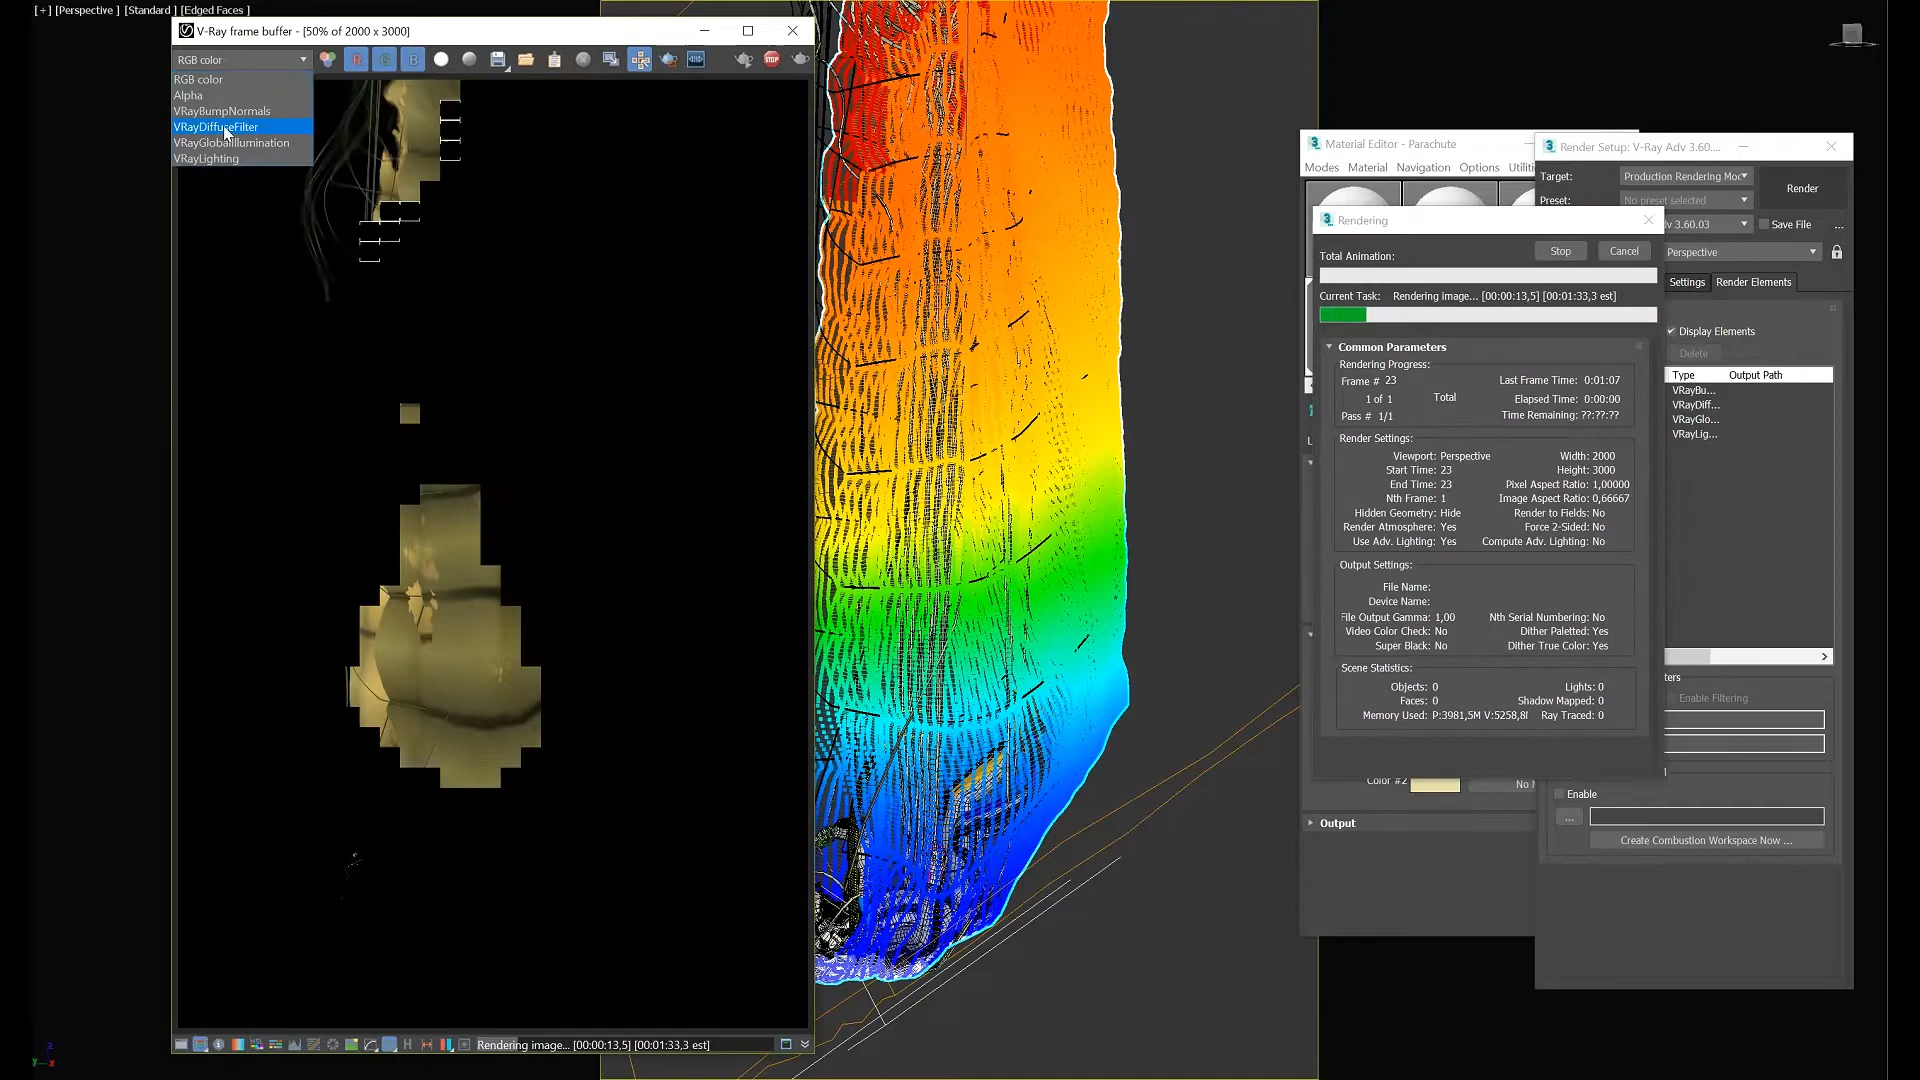 [+] [Perspective ] [Standard ] [Edged Faces ]
V-Ray frame buffer - [50% of 2000 x 3000]
RGB color
RGB color
Alpha
VRayBumpNormals
VRayDiffuseFilter
VRayGlobalIllumination
VRayLighting
R G B
STOP
Rendering image... [00:00:13,5] [00:01:33,3 est]
Material Editor - Parachute
Modes Material Navigation Options Utiliti
Render Setup: V-Ray Adv 3.60....
Target: Production Rendering Moc
Render
Preset: No preset selected
v 3.60.03
Save File
...
Perspective
Settings Render Elements
Display Elements
Delete
Type Output Path
VRayBu...
VRayDiff...
VRayGlo...
VRayLig...
ters
Enable Filtering
Enable
...
Create Combustion Workspace Now ...
Rendering
Stop Cancel
Total Animation:
Current Task: Rendering image... [00:00:13,5] [00:01:33,3 est]
Common Parameters
Rendering Progress:
Frame # 23 Last Frame Time: 0:01:07
1 of 1 Total Elapsed Time: 0:00:00
Pass # 1/1 Time Remaining: ??:??:??
Render Settings:
Viewport: Perspective Width: 2000
Start Time: 23 Height: 3000
End Time: 23 Pixel Aspect Ratio: 1,00000
Nth Frame: 1 Image Aspect Ratio: 0,66667
Hidden Geometry: Hide Render to Fields: No
Render Atmosphere: Yes Force 2-Sided: No
Use Adv. Lighting: Yes Compute Adv. Lighting: No
Output Settings:
File Name:
Device Name:
File Output Gamma: 1,00 Nth Serial Numbering: No
Video Color Check: No Dither Paletted: Yes
Super Black: No Dither True Color: Yes
Scene Statistics:
Objects: 0 Lights: 0
Faces: 0 Shadow Mapped: 0
Memory Used: P:3981,5M V:5258,8 Ray Traced: 0
Color #2 No
Output